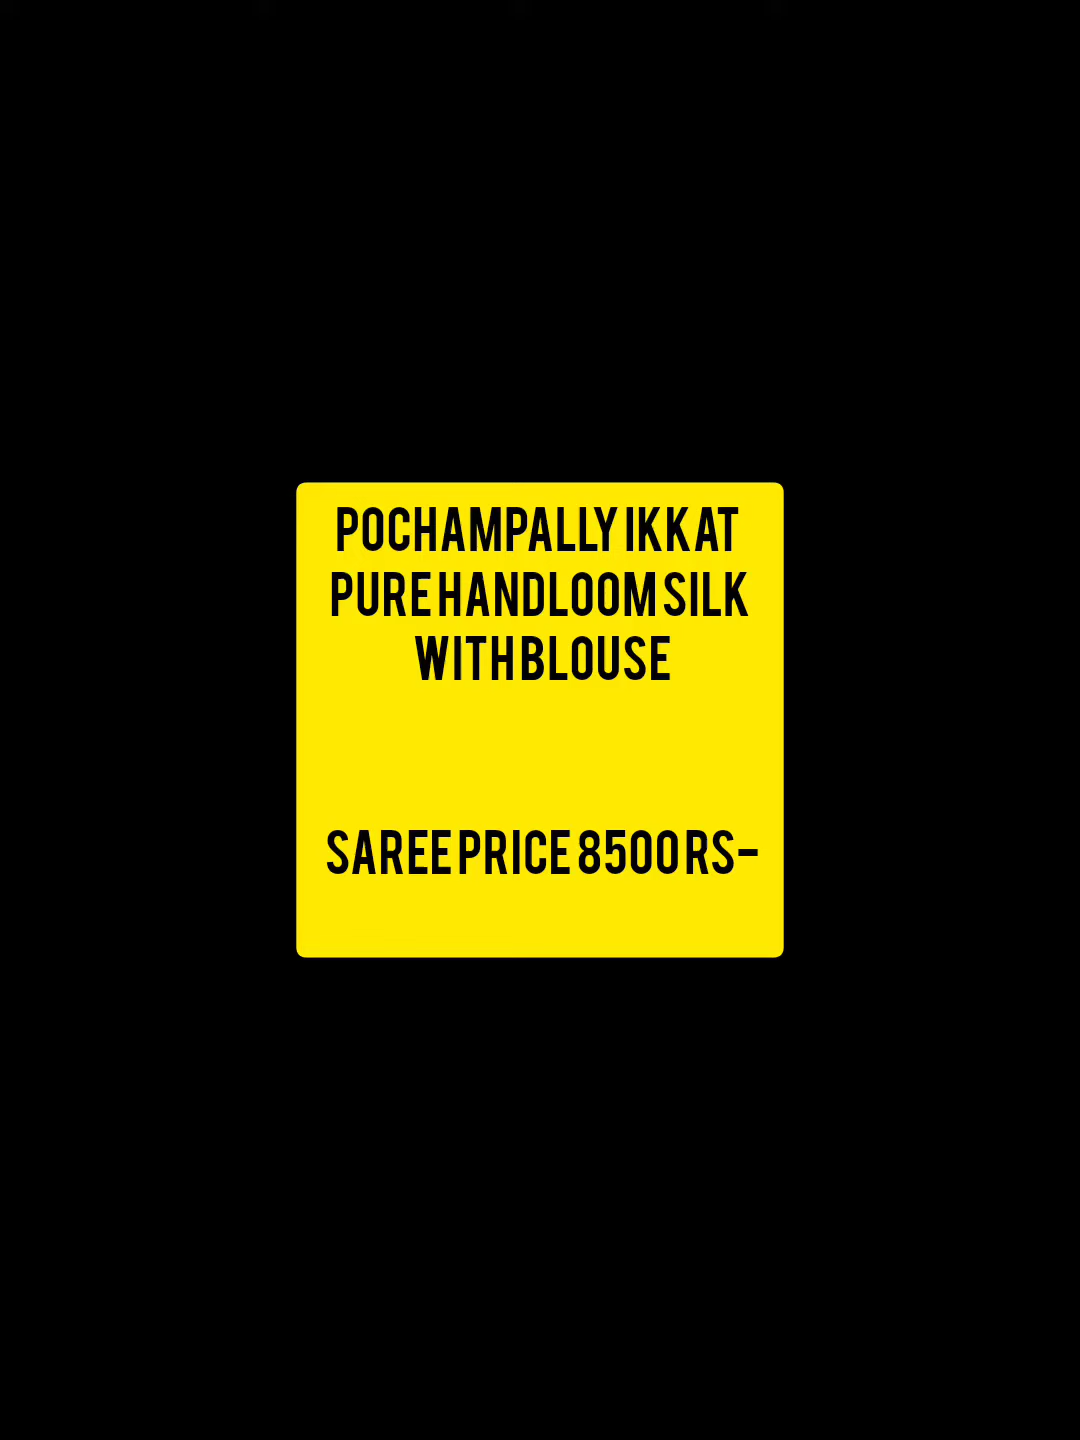 POCHAMPALLY IKKAT
PURE HANDLOOM SILK
WITH BLOUSE
SAREE PRICE 8500 RS-